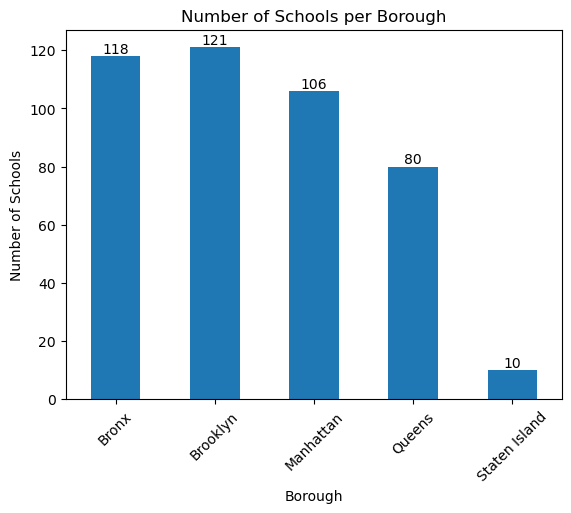 Number of Schools per Borough
Number of Schools
120
100
80
60
40
20
0
118
121
106
80
10
Bronx
Brooklyn
Manhattan
Queens
Staten Island
Borough